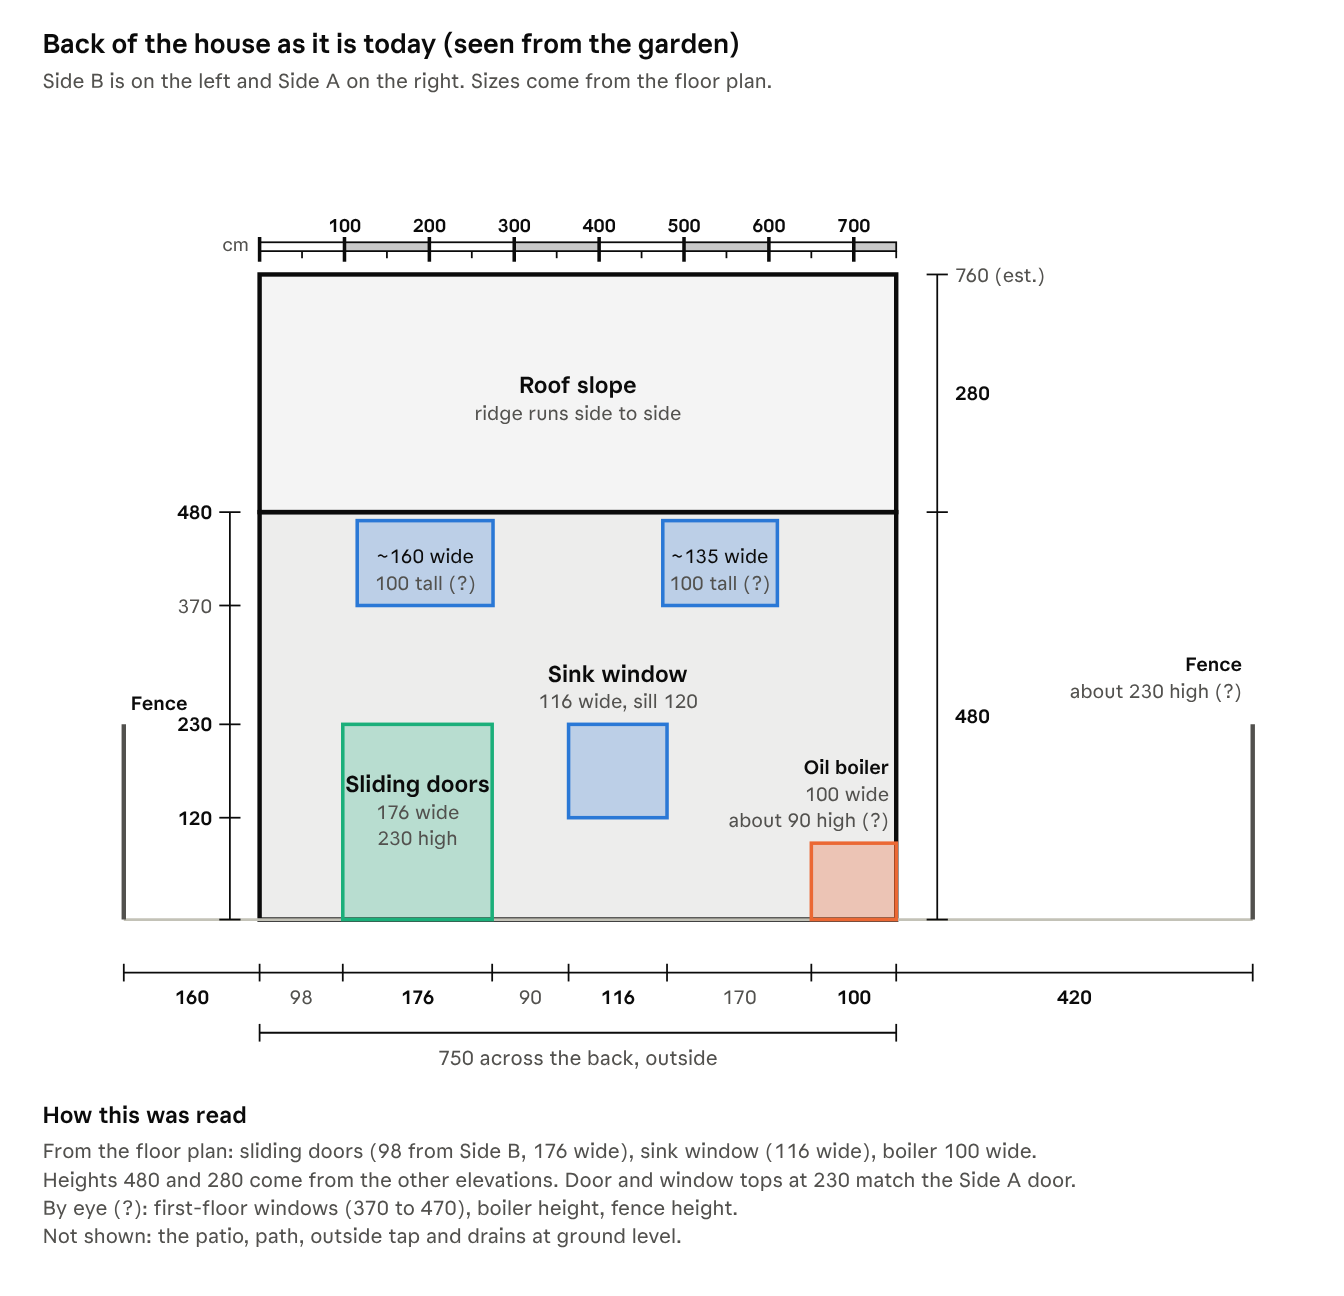 Back of the house as it is today (seen from the garden)
Side B is on the left and Side A on the right. Sizes come from the floor plan.
100 200 300 400 500 600 700
cm
760 (est.)
Roof slope
ridge runs side to side
280
480
~160 wide
100 tall (?)
~135 wide
100 tall (?)
370
Sink window
116 wide, sill 120
Fence
about 230 high (?)
Fence
230
480
Sliding doors
176 wide
230 high
Oil boiler
100 wide
about 90 high (?)
120
160 98 176 90 116 170 100 420
750 across the back, outside
How this was read
From the floor plan: sliding doors (98 from Side B, 176 wide), sink window (116 wide), boiler 100 wide.
Heights 480 and 280 come from the other elevations. Door and window tops at 230 match the Side A door.
By eye (?): first-floor windows (370 to 470), boiler height, fence height.
Not shown: the patio, path, outside tap and drains at ground level.